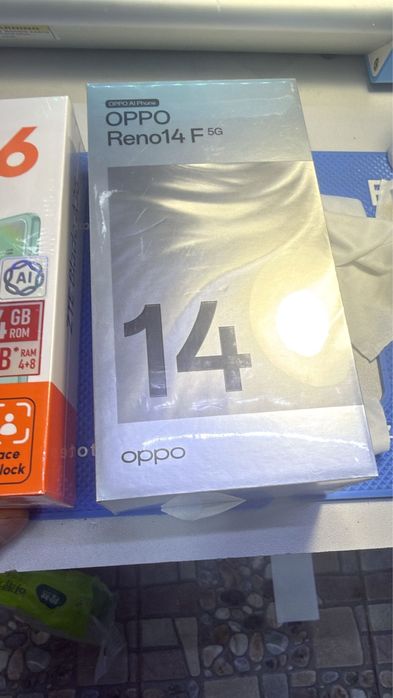 OPPO AI Phone
OPPO
Reno14 F 5G
14
oppo
6
AI
4 GB
ROM
B* RAM
4+8
ace
lock